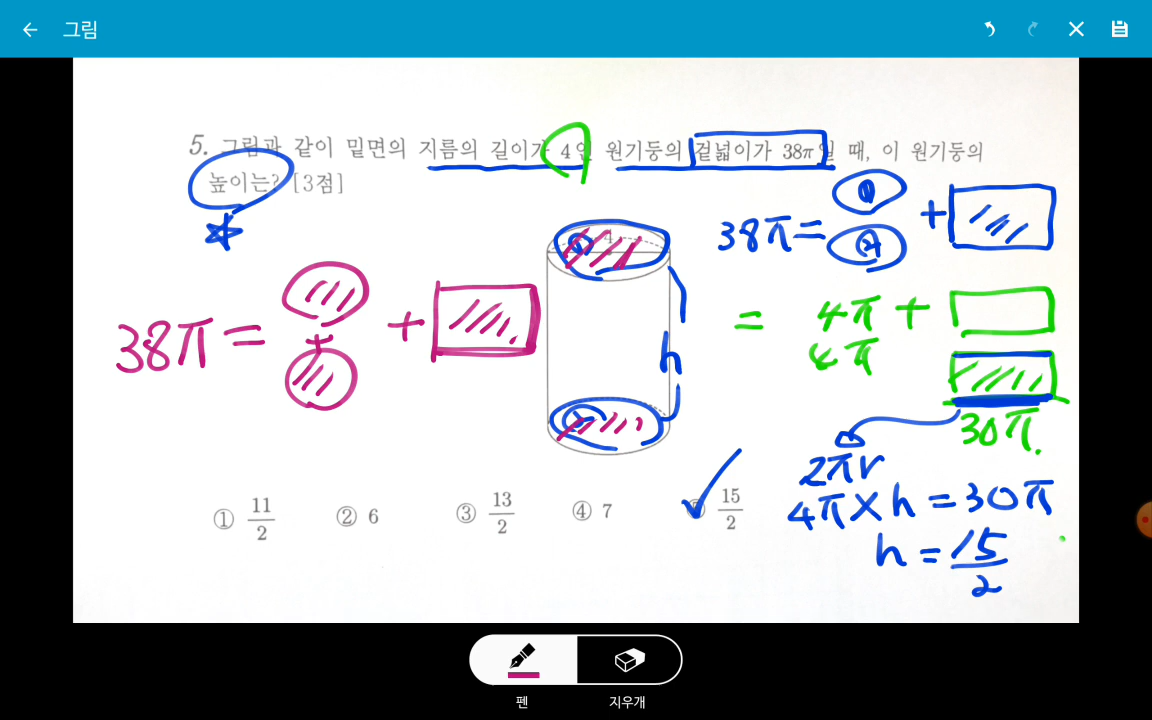 그림
5. 그림과 같이 밑면의 지름의 길이가 4인 원기둥의 겉넓이가 38π일 때, 이 원기둥의
높이는? [3점]
4
h
38π = ① ② +
38π = + +
= 4π 4π +
30π.
2πr
4π×h = 30π
h = 15/2
① 11/2 ② 6 ③ 13/2 ④ 7 ⑤ 15/2
펜 지우개